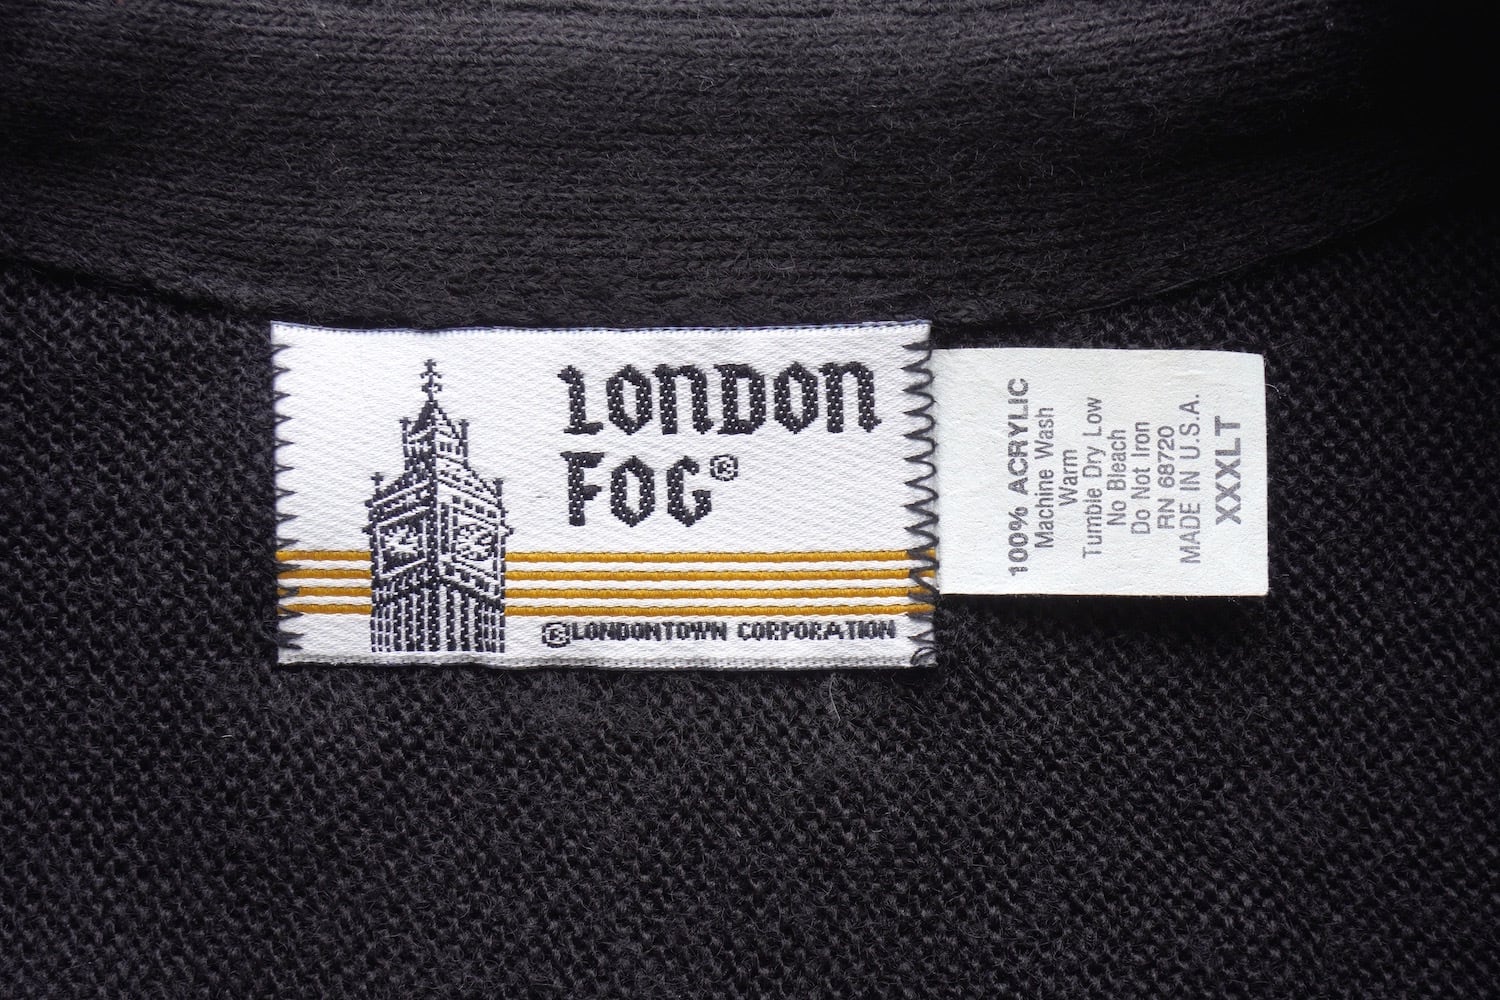 LONDON
FOG®
©LONDONTOWN CORPORATION
100% ACRYLIC
Machine Wash
Warm
Tumble Dry Low
No Bleach
Do Not Iron
RN 68720
MADE IN U.S.A.
XXXLT